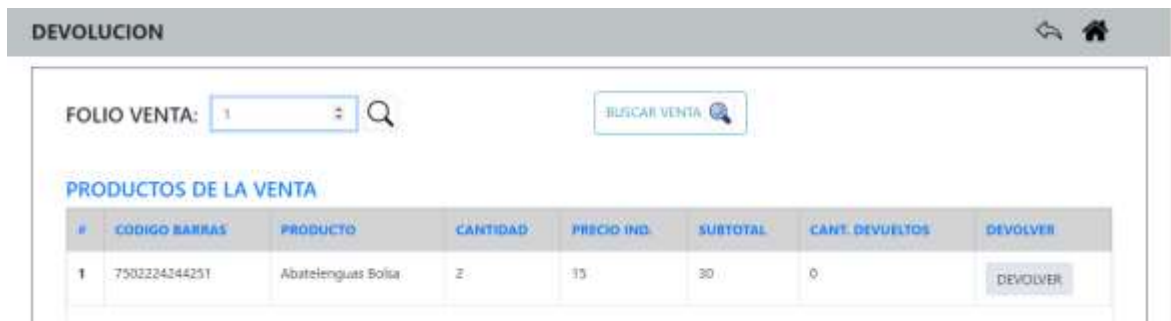 DEVOLUCION
FOLIO VENTA: 1 BUSCAR VENTA
PRODUCTOS DE LA VENTA
# CODIGO BARRAS PRODUCTO CANTIDAD PRECIO IND. SUBTOTAL CANT. DEVUELTOS DEVOLVER
1 7502224244251 Abatelenguas Bolsa 2 15 30 0 DEVOLVER